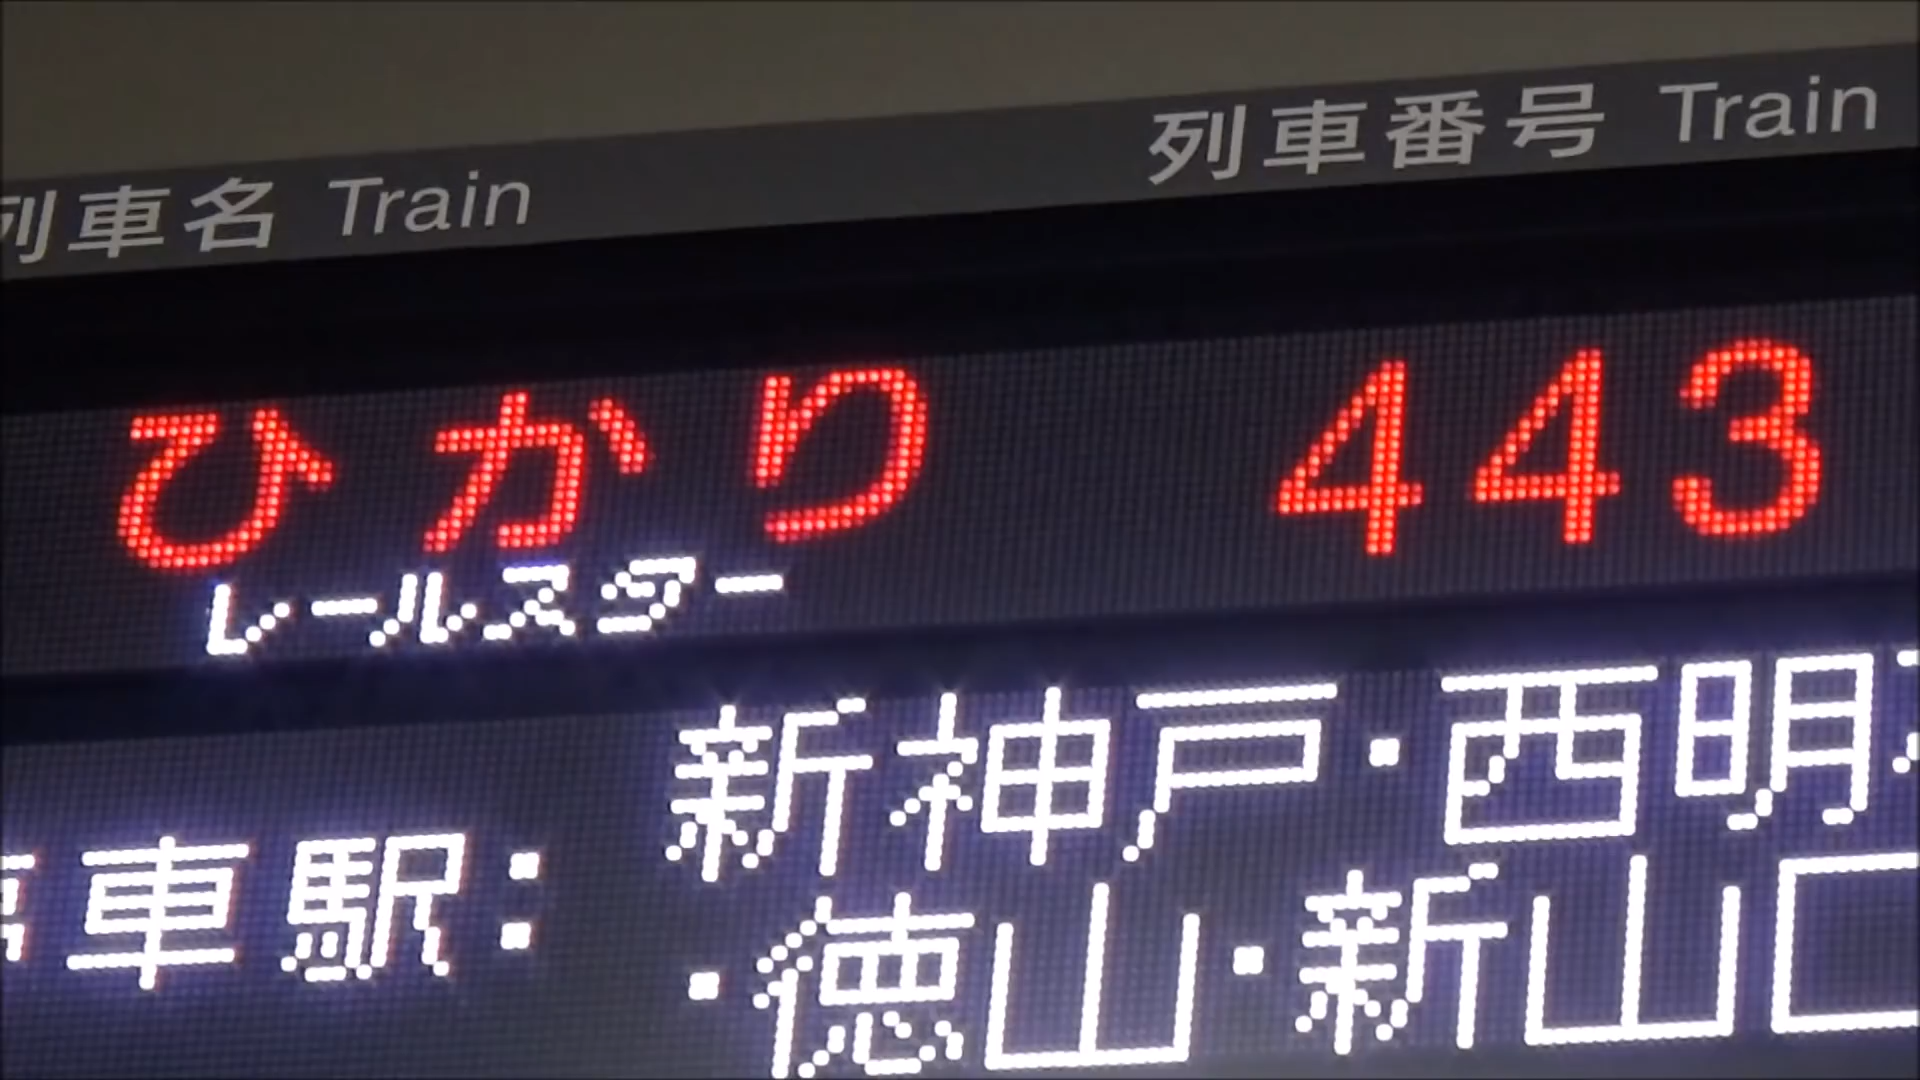 列車名 Train 列車番号 Train
ひかり 443
レールスター
新神戸・西明
車駅:
・徳山・新山口